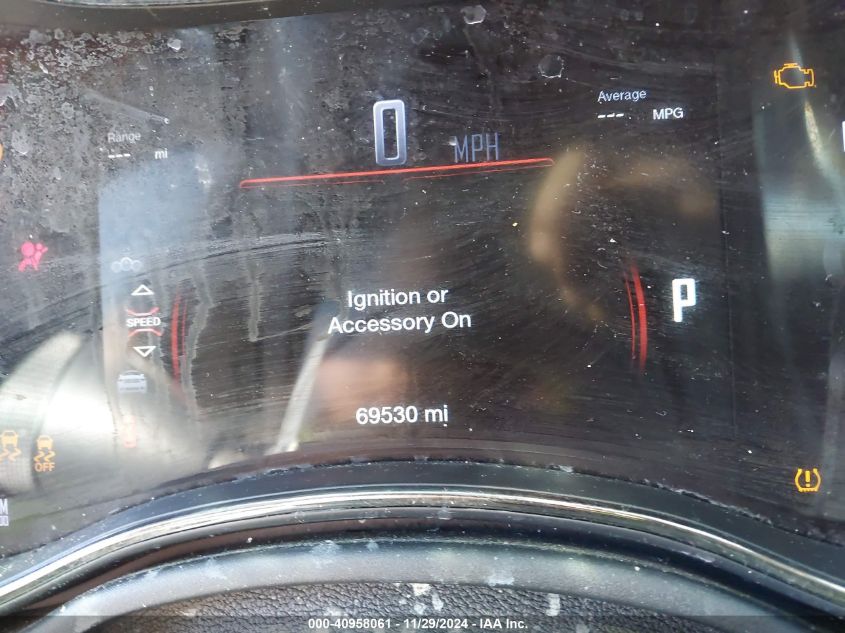 Average
--- MPG
0 MPH
Range
--- mi
SPEED
Ignition or
Accessory On
P
69530 mi
OFF
000-40958061 - 11/29/2024 - IAA Inc.